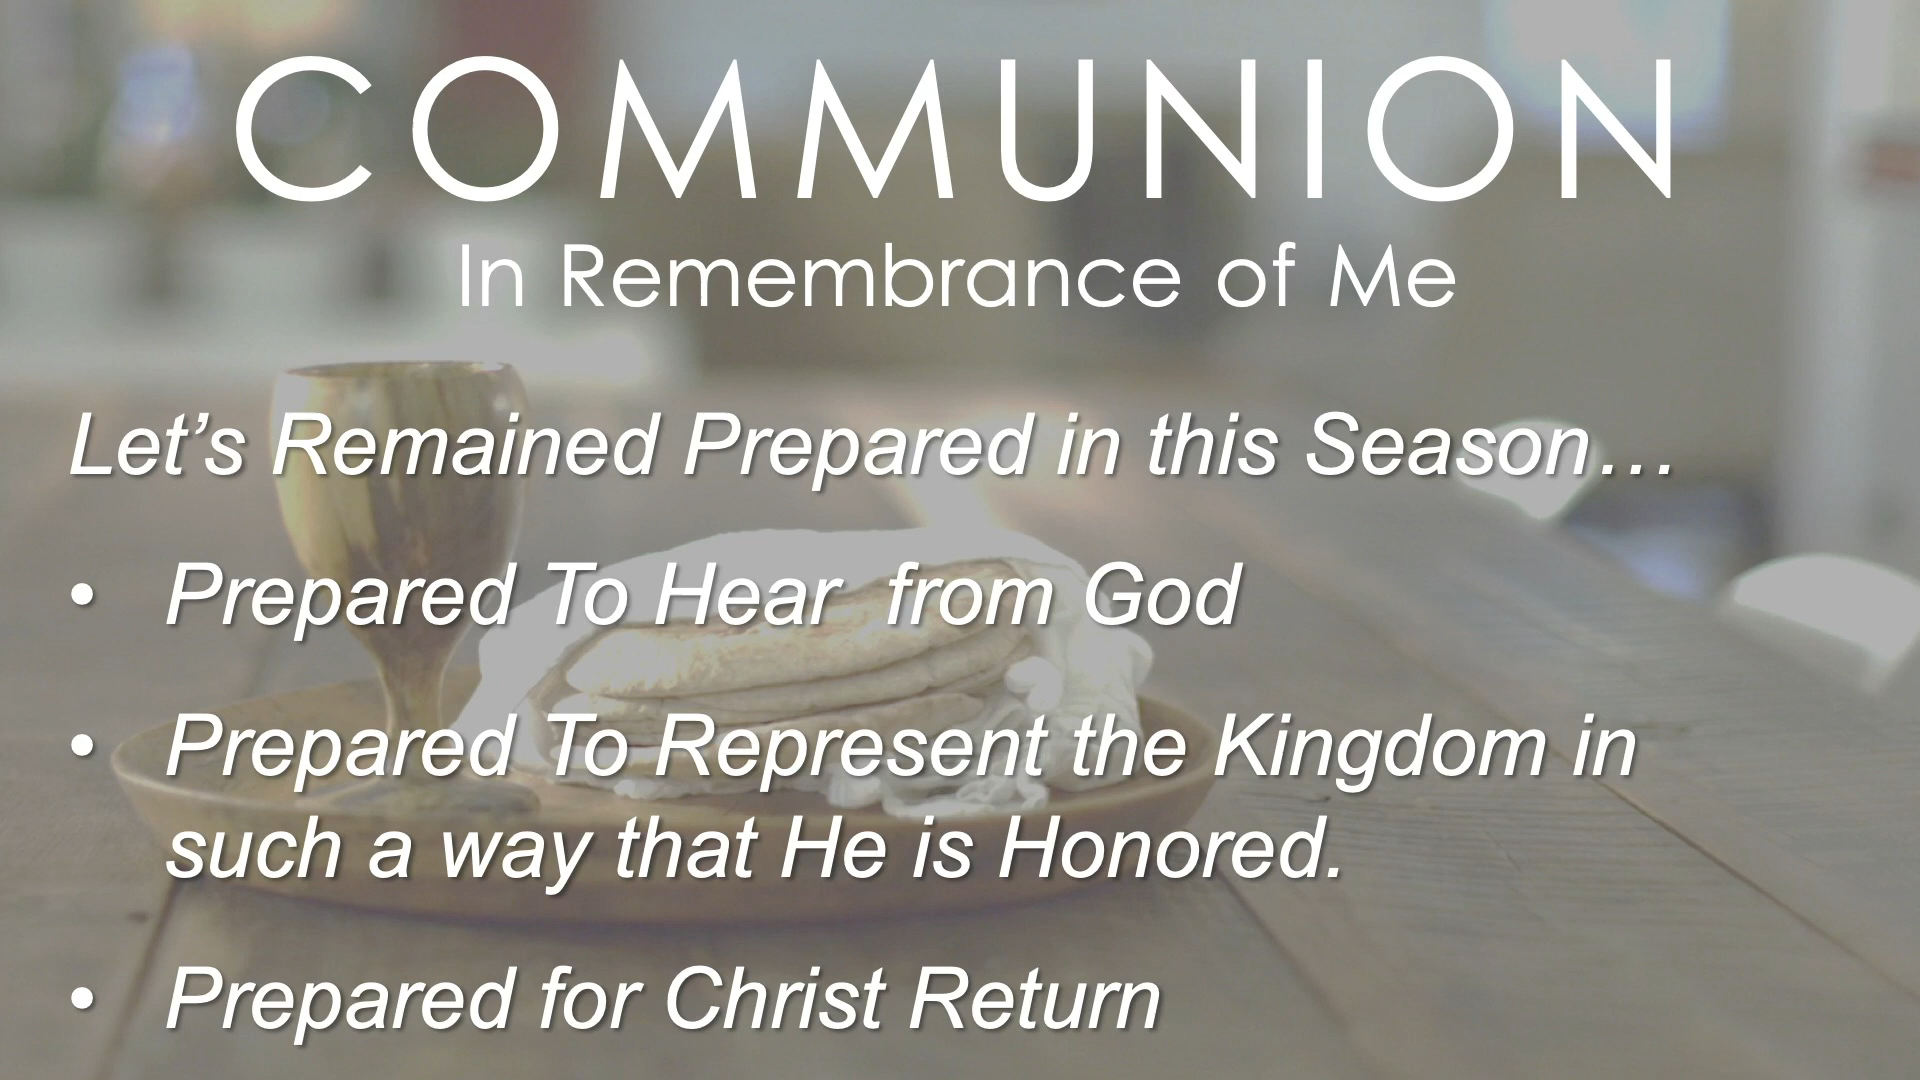 COMMUNION
In Remembrance of Me
Let’s Remained Prepared in this Season…
• Prepared To Hear  from God
• Prepared To Represent the Kingdom in
such a way that He is Honored.
• Prepared for Christ Return